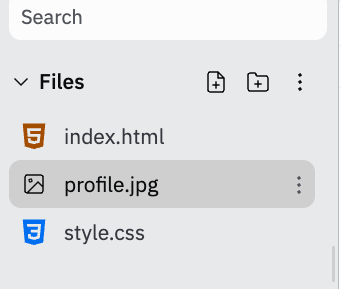 Search
Files
index.html
profile.jpg
style.css